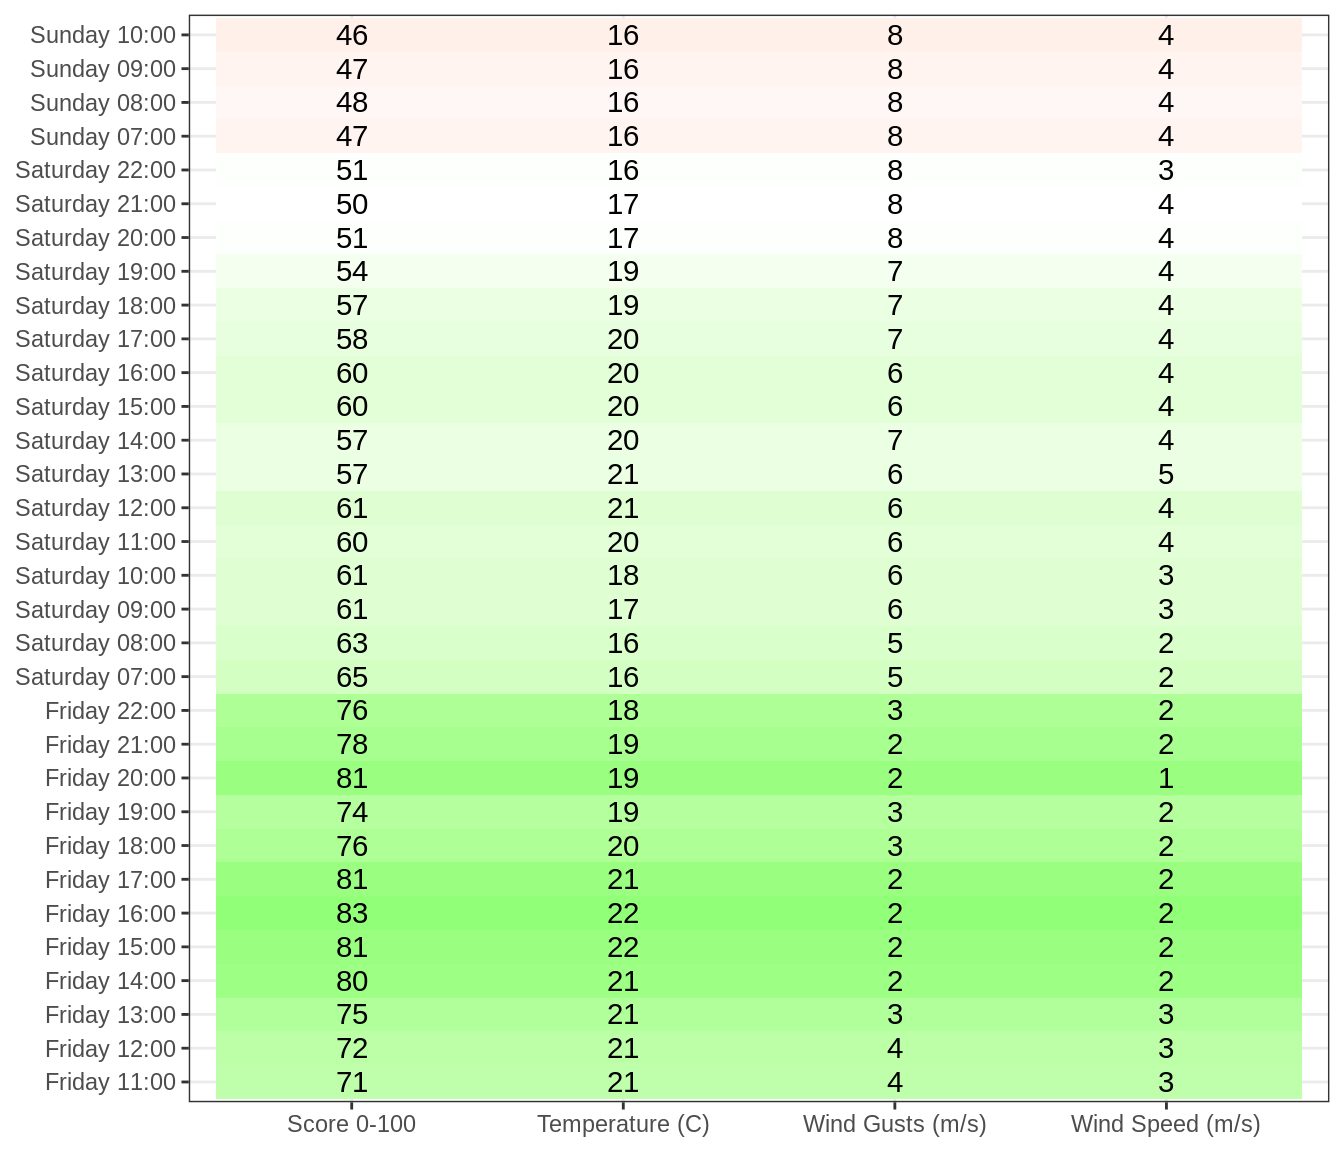 Sunday 10:00 46 16 8 4
Sunday 09:00 47 16 8 4
Sunday 08:00 48 16 8 4
Sunday 07:00 47 16 8 4
Saturday 22:00 51 16 8 3
Saturday 21:00 50 17 8 4
Saturday 20:00 51 17 8 4
Saturday 19:00 54 19 7 4
Saturday 18:00 57 19 7 4
Saturday 17:00 58 20 7 4
Saturday 16:00 60 20 6 4
Saturday 15:00 60 20 6 4
Saturday 14:00 57 20 7 4
Saturday 13:00 57 21 6 5
Saturday 12:00 61 21 6 4
Saturday 11:00 60 20 6 4
Saturday 10:00 61 18 6 3
Saturday 09:00 61 17 6 3
Saturday 08:00 63 16 5 2
Saturday 07:00 65 16 5 2
Friday 22:00 76 18 3 2
Friday 21:00 78 19 2 2
Friday 20:00 81 19 2 1
Friday 19:00 74 19 3 2
Friday 18:00 76 20 3 2
Friday 17:00 81 21 2 2
Friday 16:00 83 22 2 2
Friday 15:00 81 22 2 2
Friday 14:00 80 21 2 2
Friday 13:00 75 21 3 3
Friday 12:00 72 21 4 3
Friday 11:00 71 21 4 3
Score 0-100 Temperature (C) Wind Gusts (m/s) Wind Speed (m/s)